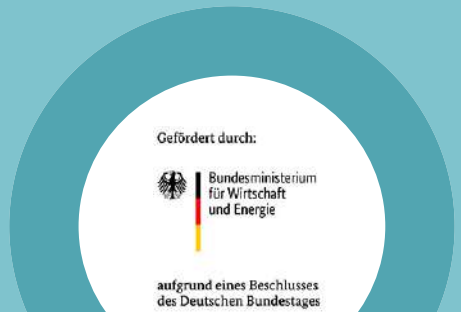 Gefördert durch:
Bundesministerium
für Wirtschaft
und Energie
aufgrund eines Beschlusses
des Deutschen Bundestages